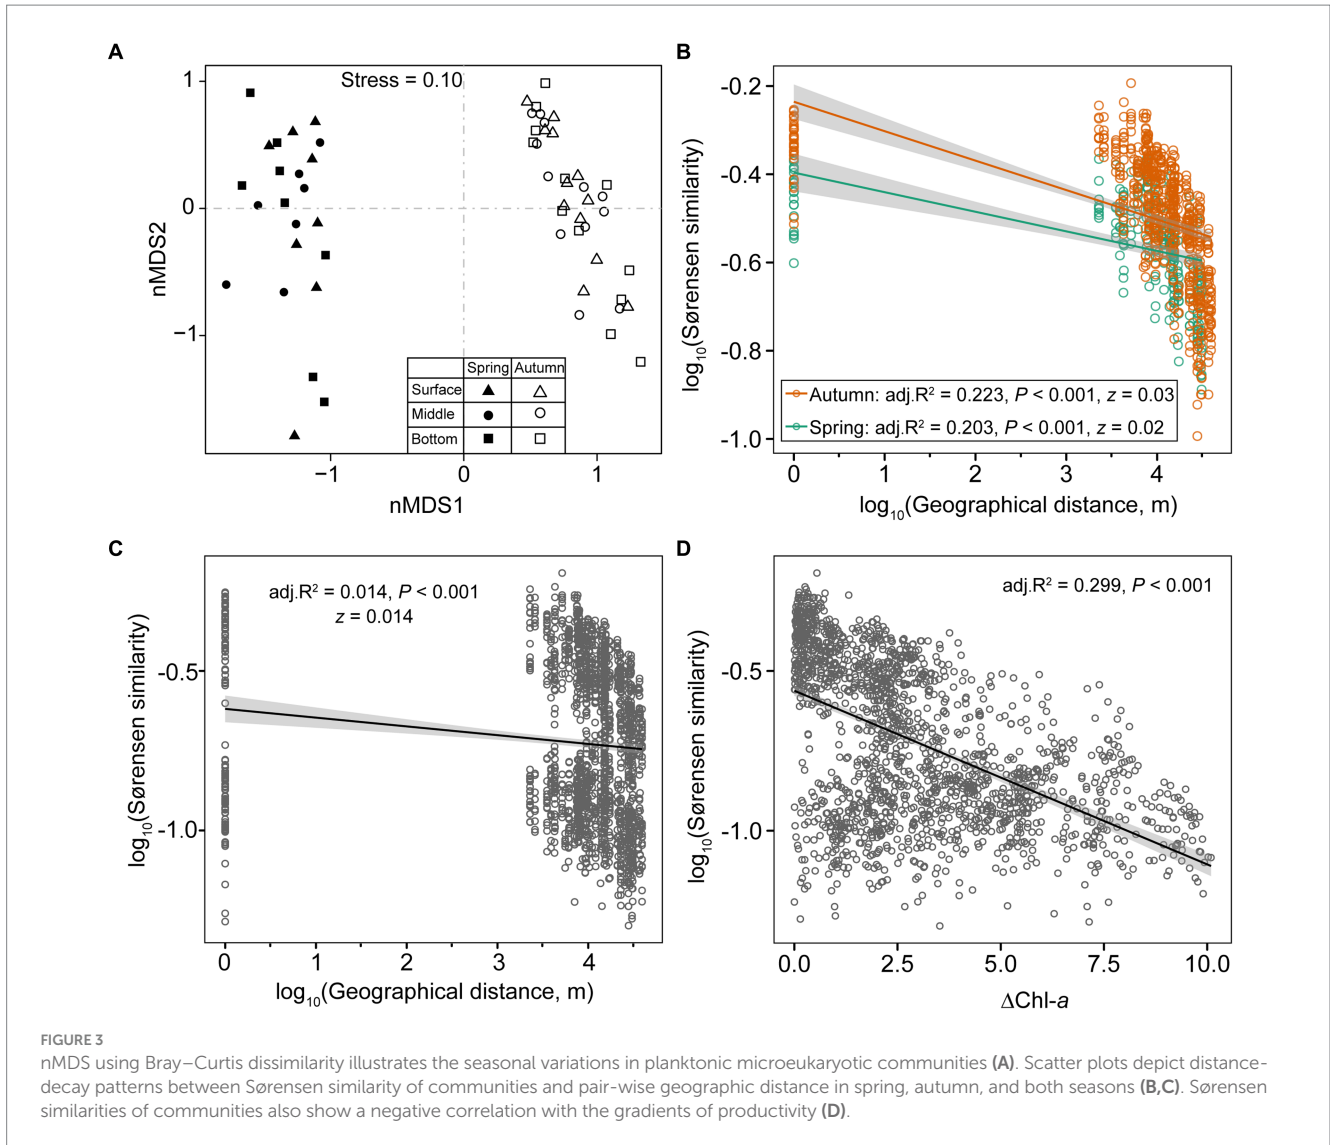 A
Stress = 0.10
1
0
−1
nMDS2
−1
0
1
nMDS1
Spring Autumn
Surface
Middle
Bottom
B
-0.2
-0.4
-0.6
-0.8
-1.0
log10(Sørensen similarity)
Autumn: adj.R² = 0.223, P < 0.001, z = 0.03
Spring: adj.R² = 0.203, P < 0.001, z = 0.02
0 1 2 3 4
log10(Geographical distance, m)
C
adj.R² = 0.014, P < 0.001
z = 0.014
-0.5
-1.0
log10(Sørensen similarity)
0 1 2 3 4
log10(Geographical distance, m)
D
adj.R² = 0.299, P < 0.001
-0.5
-1.0
log10(Sørensen similarity)
0.0 2.5 5.0 7.5 10.0
ΔChl-a
FIGURE 3
nMDS using Bray–Curtis dissimilarity illustrates the seasonal variations in planktonic microeukaryotic communities (A). Scatter plots depict distance-
decay patterns between Sørensen similarity of communities and pair-wise geographic distance in spring, autumn, and both seasons (B,C). Sørensen
similarities of communities also show a negative correlation with the gradients of productivity (D).